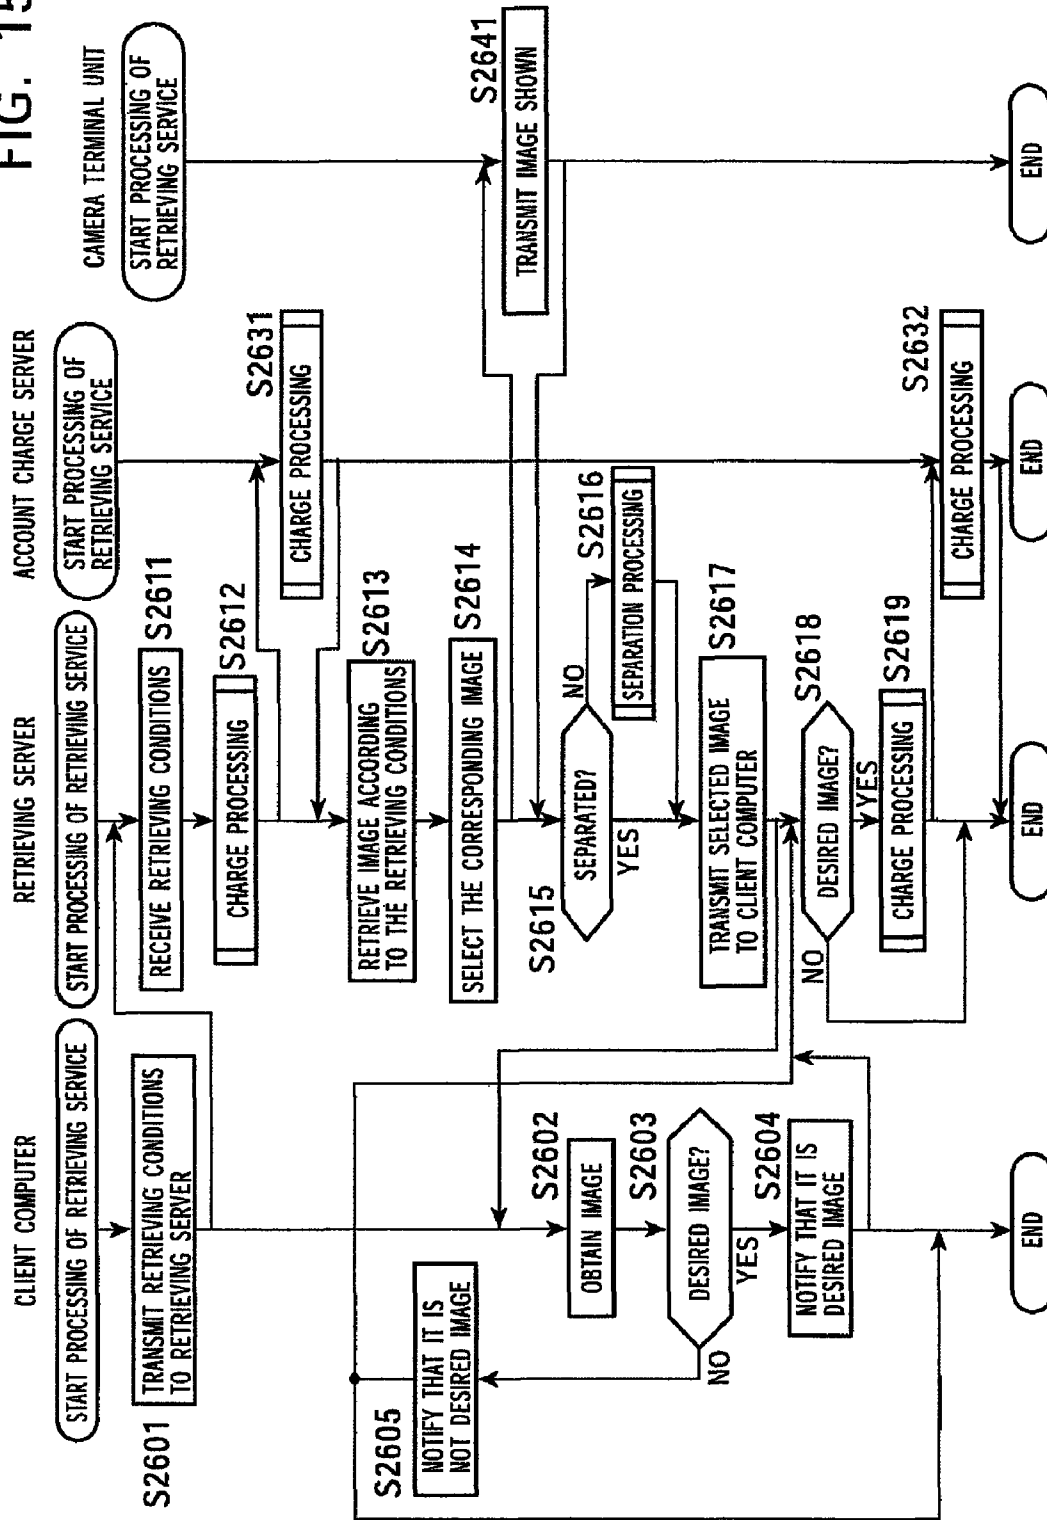 FIG. 15
CLIENT COMPUTER
START PROCESSING OF RETRIEVING SERVICE
S2601
TRANSMIT RETRIEVING CONDITIONS
TO RETRIEVING SERVER
S2602
OBTAIN IMAGE
S2603
DESIRED IMAGE?
YES
NO
S2604
NOTIFY THAT IT IS
DESIRED IMAGE
S2605
NOTIFY THAT IT IS
NOT DESIRED IMAGE
END
RETRIEVING SERVER
START PROCESSING OF RETRIEVING SERVICE
RECEIVE RETRIEVING CONDITIONS
S2611
CHARGE PROCESSING
S2612
RETRIEVE IMAGE ACCORDING
TO THE RETRIEVING CONDITIONS
S2613
SELECT THE CORRESPONDING IMAGE
S2614
S2615
SEPARATED?
NO
YES
S2616
SEPARATION PROCESSING
TRANSMIT SELECTED IMAGE
TO CLIENT COMPUTER
S2617
DESIRED IMAGE?
S2618
NO
YES
CHARGE PROCESSING
S2619
END
ACCOUNT CHARGE SERVER
START PROCESSING OF
RETRIEVING SERVICE
S2631
CHARGE PROCESSING
S2632
CHARGE PROCESSING
END
CAMERA TERMINAL UNIT
START PROCESSING OF
RETRIEVING SERVICE
S2641
TRANSMIT IMAGE SHOWN
END